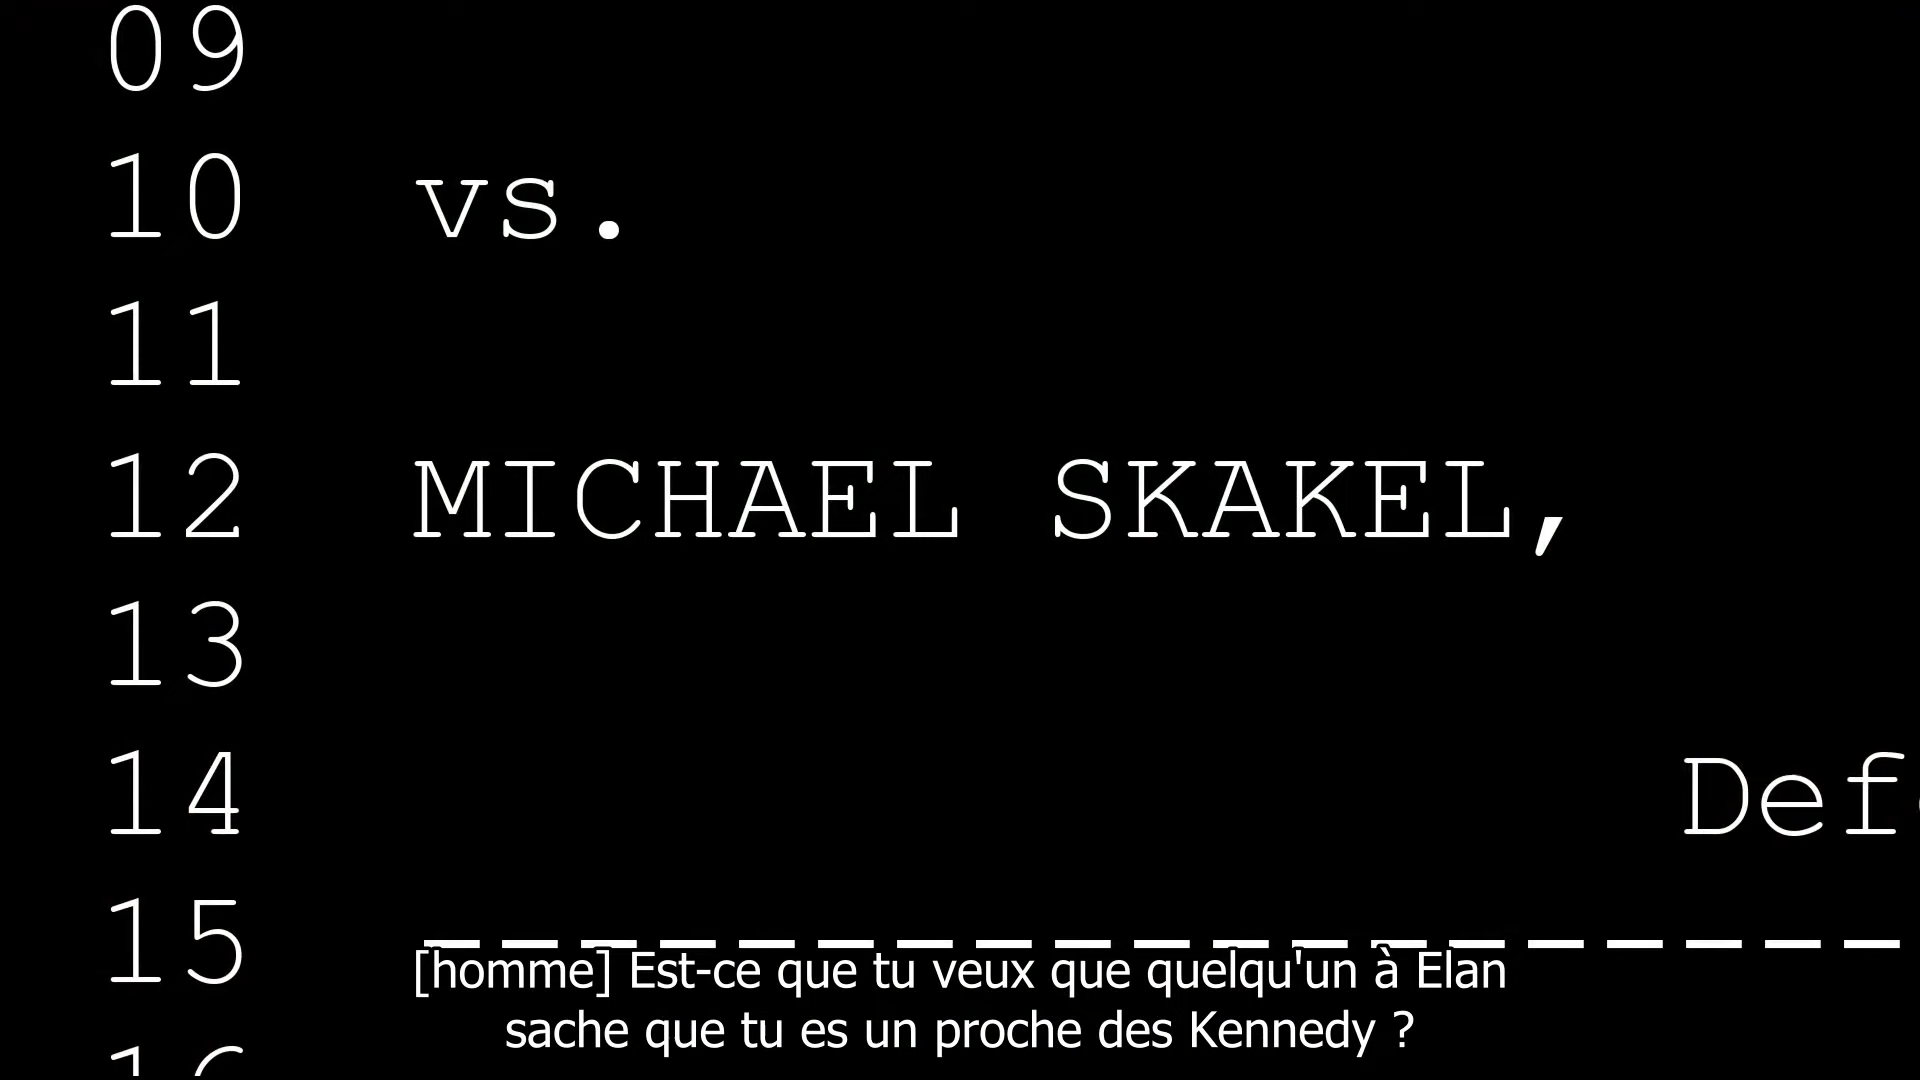 09
10 vs.
11
12 MICHAEL SKAKEL,
13
14 Def
15 __________________
[homme] Est-ce que tu veux que quelqu'un à Elan
sache que tu es un proche des Kennedy ?